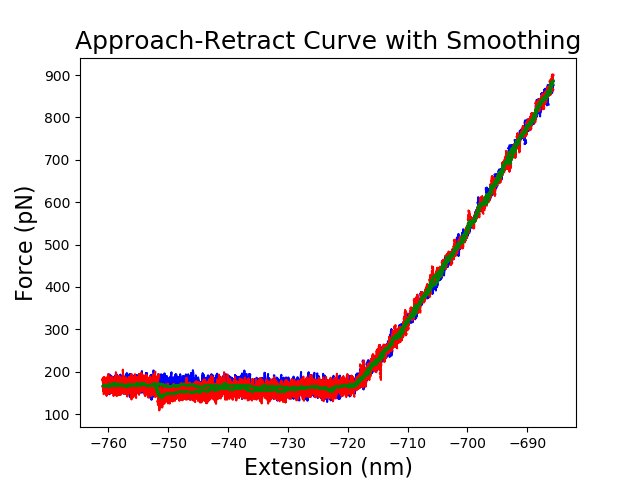 Approach-Retract Curve with Smoothing
900
800
700
600
500
400
300
200
100
Force (pN)
−760 −750 −740 −730 −720 −710 −700 −690
Extension (nm)